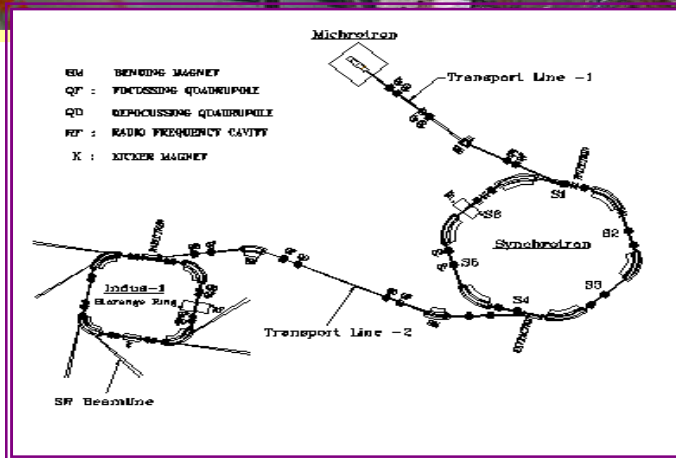 Michrotron
Transport Line -1
BM BENDING MAGNET
QF : FOCUSSING QUADRUPOLE
QD DEFOCUSSING QUADRUPOLE
RF : RADIO FREQUENCY CAVITY
K : KICKER MAGNET
S1
S6
S2
Synchrotron
S5
S3
S4
Indus-1
Storange Ring
Transport Line -2
SR Beamline